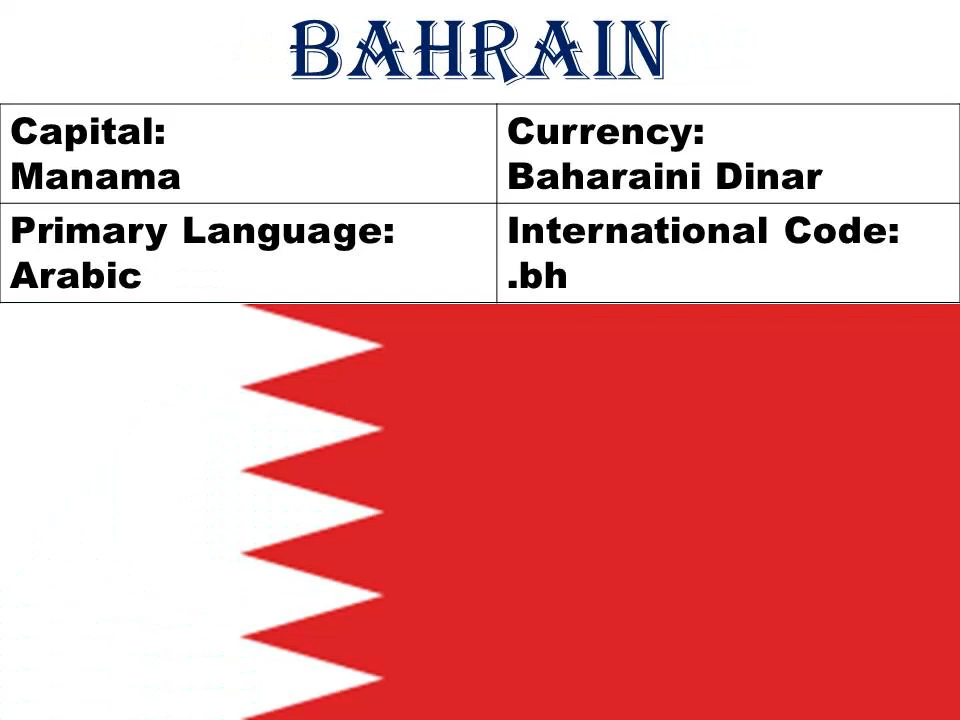 BAHRAIN
Capital:
Manama
Currency:
Baharaini Dinar
Primary Language:
Arabic
International Code:
.bh